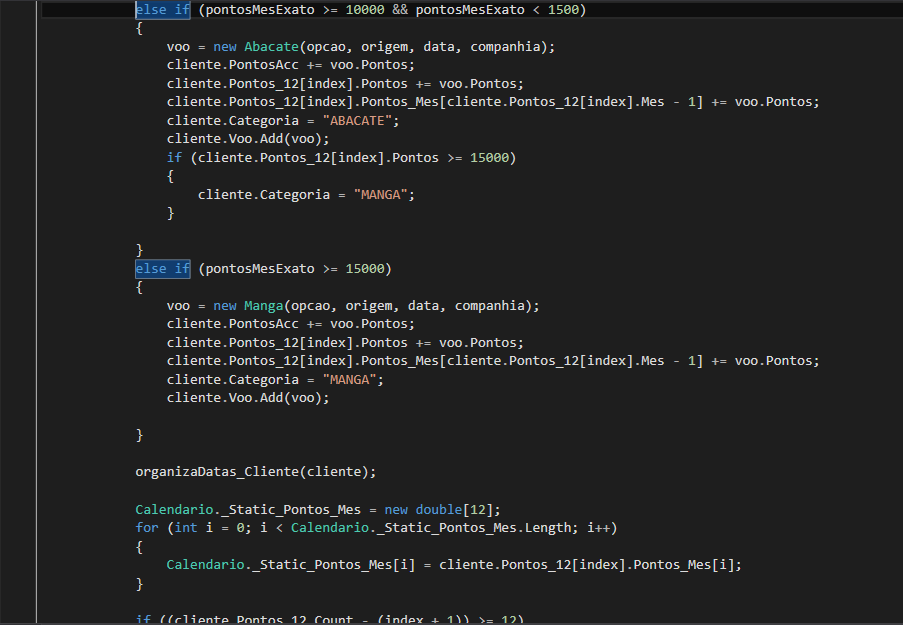 else if (pontosMesExato >= 10000 && pontosMesExato < 1500)
{
voo = new Abacate(opcao, origem, data, companhia);
cliente.PontosAcc += voo.Pontos;
cliente.Pontos_12[index].Pontos += voo.Pontos;
cliente.Pontos_12[index].Pontos_Mes[cliente.Pontos_12[index].Mes - 1] += voo.Pontos;
cliente.Categoria = "ABACATE";
cliente.Voo.Add(voo);
if (cliente.Pontos_12[index].Pontos >= 15000)
{
cliente.Categoria = "MANGA";
}
}
else if (pontosMesExato >= 15000)
{
voo = new Manga(opcao, origem, data, companhia);
cliente.PontosAcc += voo.Pontos;
cliente.Pontos_12[index].Pontos += voo.Pontos;
cliente.Pontos_12[index].Pontos_Mes[cliente.Pontos_12[index].Mes - 1] += voo.Pontos;
cliente.Categoria = "MANGA";
cliente.Voo.Add(voo);
}
organizaDatas_Cliente(cliente);
Calendario._Static_Pontos_Mes = new double[12];
for (int i = 0; i < Calendario._Static_Pontos_Mes.Length; i++)
{
Calendario._Static_Pontos_Mes[i] = cliente.Pontos_12[index].Pontos_Mes[i];
}
if ((cliente.Pontos_12.Count - (index + 1)) >= 12)